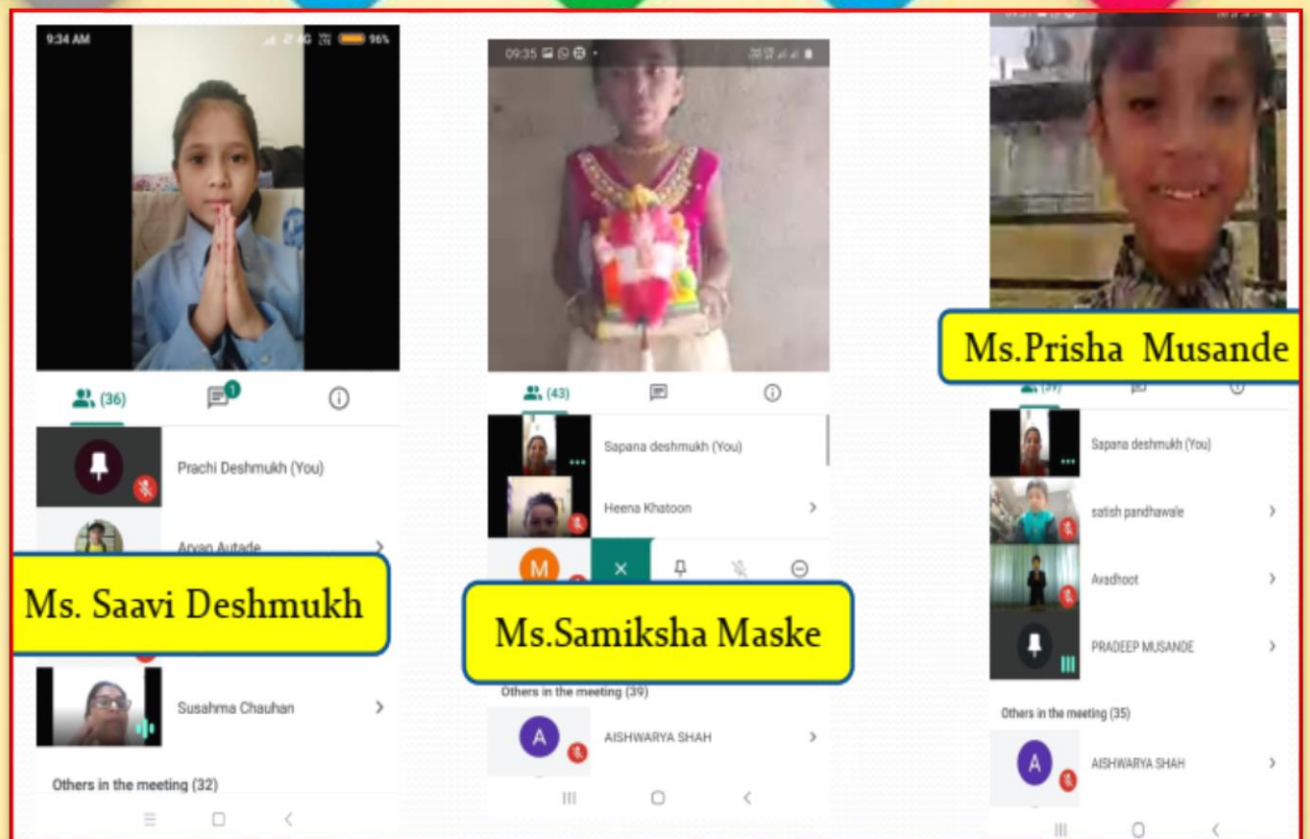 9:34 AM
4G
96%
(36)
1
Prachi Deshmukh (You)
Aryan Autade
Ms. Saavi Deshmukh
Susahma Chauhan
Others in the meeting (32)
09:35
(43)
Sapana deshmukh (You)
Heena Khatoon
M
Ms.Samiksha Maske
Others in the meeting (39)
A
AISHWARYA SHAH
Ms.Prisha Musande
(39)
Sapana deshmukh (You)
satish pandhawale
Avadhoot
PRADEEP MUSANDE
Others in the meeting (35)
A
AISHWARYA SHAH